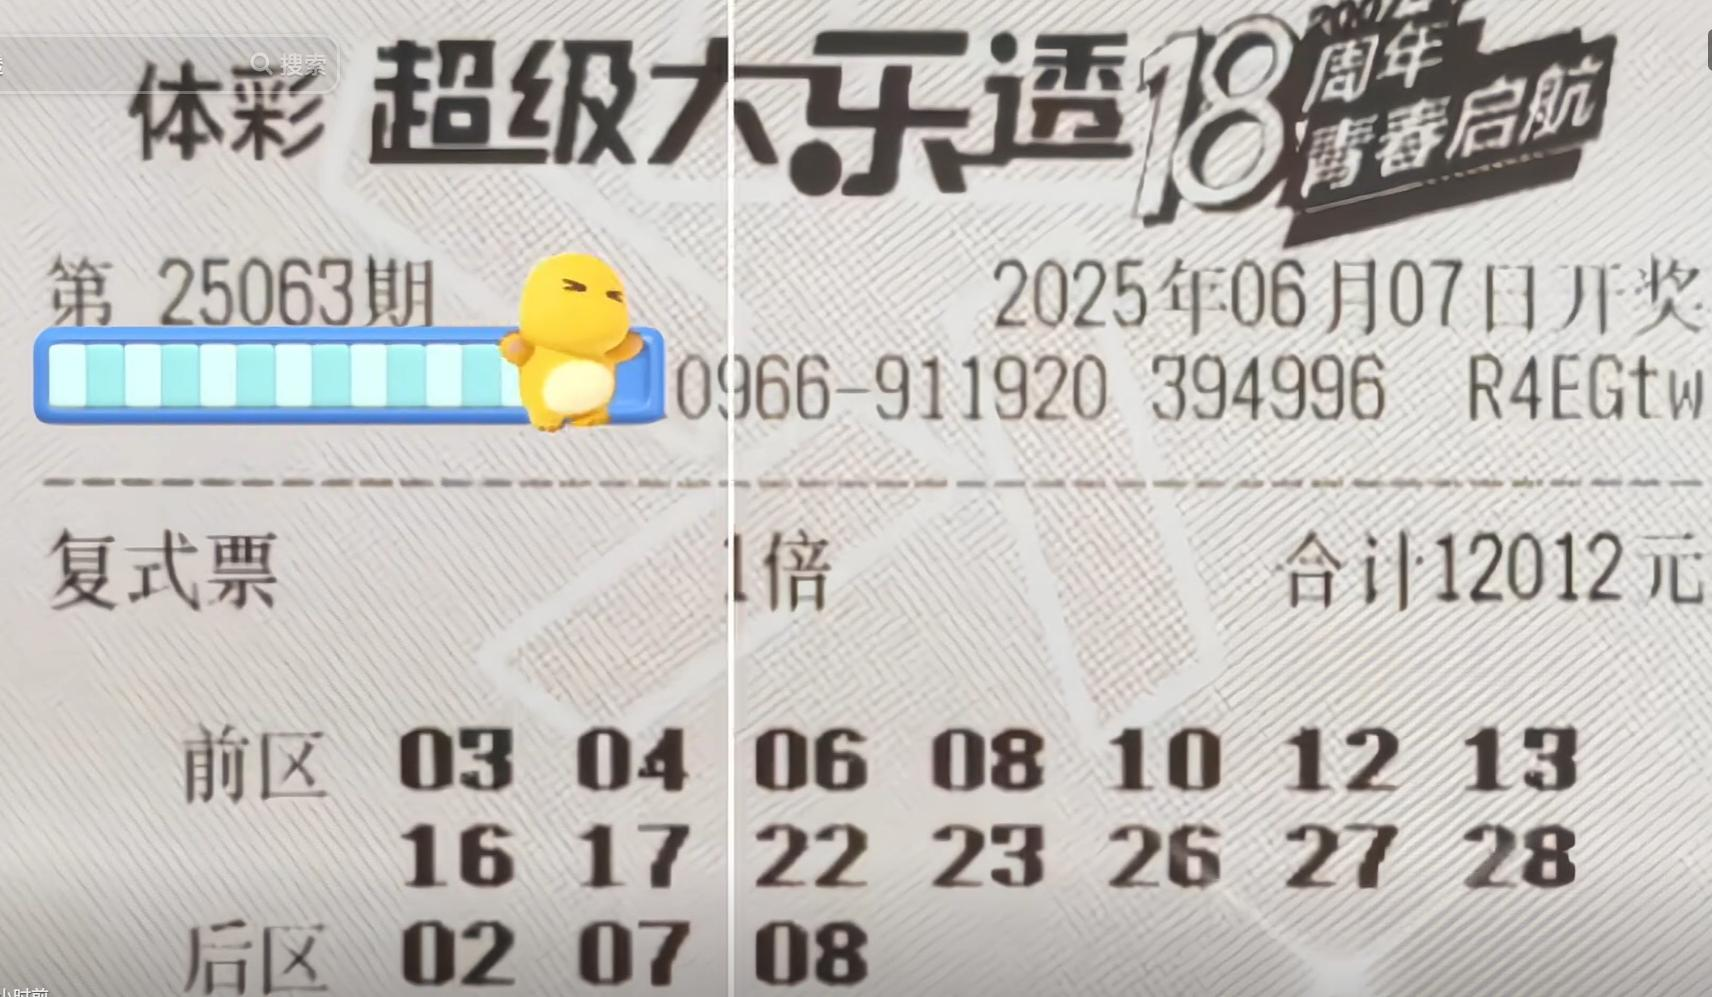 搜索
体彩 超级大乐透 18周年 青春启航
第 25063期 2025年06月07日开奖
0966-911920 394996 R4EGtw
复式票 1倍 合计12012元
前区 03 04 06 08 10 12 13
16 17 22 23 26 27 28
后区 02 07 08
小时前